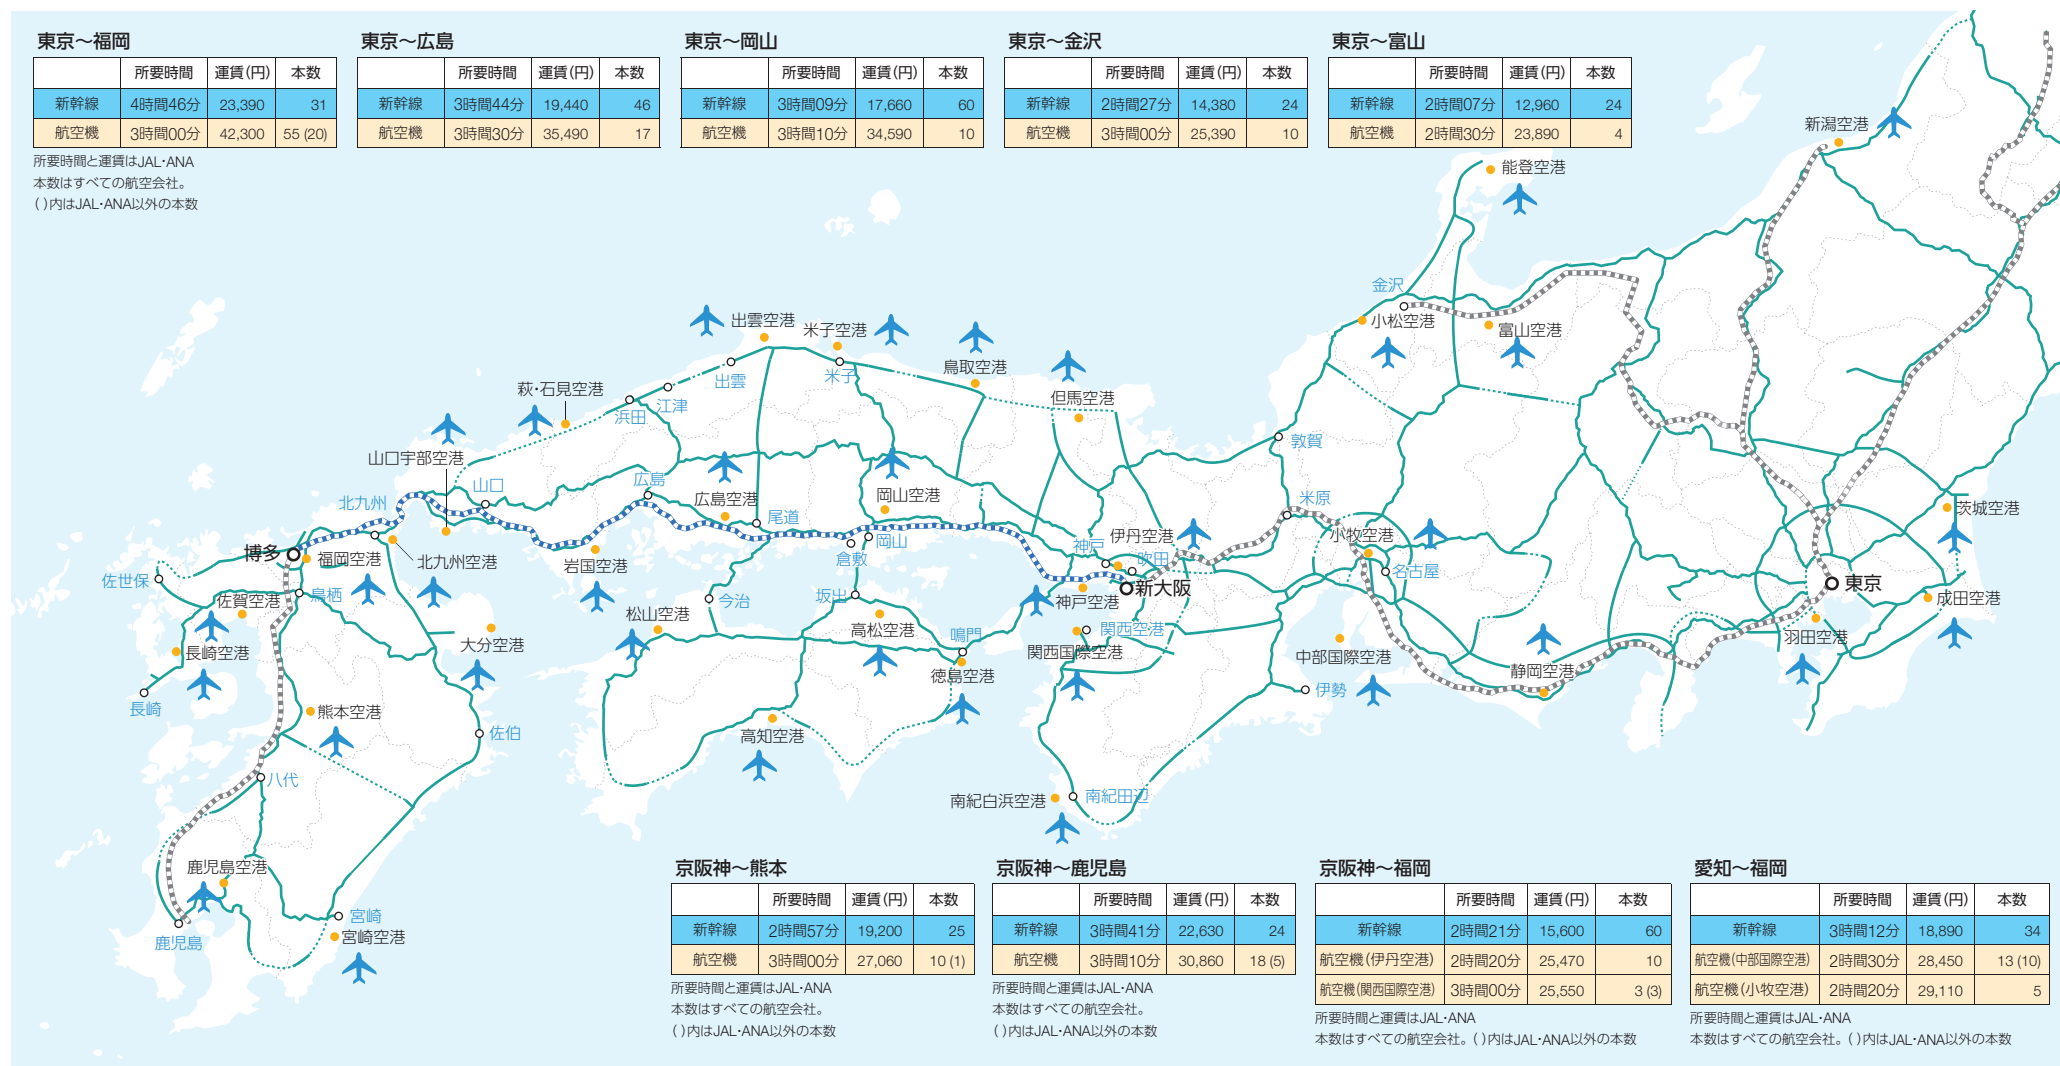 東京～福岡
所要時間 運賃(円) 本数
新幹線 4時間46分 23,390 31
航空機 3時間00分 42,300 55 (20)
所要時間と運賃はJAL・ANA
本数はすべての航空会社。
( )内はJAL・ANA以外の本数
東京～広島
所要時間 運賃(円) 本数
新幹線 3時間44分 19,440 46
航空機 3時間30分 35,490 17
東京～岡山
所要時間 運賃(円) 本数
新幹線 3時間09分 17,660 60
航空機 3時間10分 34,590 10
東京～金沢
所要時間 運賃(円) 本数
新幹線 2時間27分 14,380 24
航空機 3時間00分 25,390 10
東京～富山
所要時間 運賃(円) 本数
新幹線 2時間07分 12,960 24
航空機 2時間30分 23,890 4
新潟空港
能登空港
金沢
小松空港
富山空港
出雲空港
米子空港
鳥取空港
但馬空港
出雲
米子
萩・石見空港
江津
浜田
敦賀
山口宇部空港
山口
広島
広島空港
岡山空港
米原
北九州
尾道
岡山
伊丹空港
小牧空港
茨城空港
博多
福岡空港
北九州空港
岩国空港
倉敷
神戸
吹田
名古屋
佐世保
鳥栖
佐賀空港
今治
坂出
神戸空港
新大阪
東京
成田空港
松山空港
高松空港
鳴門
関西空港
関西国際空港
羽田空港
大分空港
長崎空港
徳島空港
中部国際空港
静岡空港
伊勢
長崎
熊本空港
佐伯
高知空港
八代
南紀白浜空港
南紀田辺
鹿児島空港
宮崎
宮崎空港
鹿児島
京阪神～熊本
所要時間 運賃(円) 本数
新幹線 2時間57分 19,200 25
航空機 3時間00分 27,060 10 (1)
所要時間と運賃はJAL・ANA
本数はすべての航空会社。
( )内はJAL・ANA以外の本数
京阪神～鹿児島
所要時間 運賃(円) 本数
新幹線 3時間41分 22,630 24
航空機 3時間10分 30,860 18 (5)
所要時間と運賃はJAL・ANA
本数はすべての航空会社。
( )内はJAL・ANA以外の本数
京阪神～福岡
所要時間 運賃(円) 本数
新幹線 2時間21分 15,600 60
航空機(伊丹空港) 2時間20分 25,470 10
航空機(関西国際空港) 3時間00分 25,550 3 (3)
所要時間と運賃はJAL・ANA
本数はすべての航空会社。( )内はJAL・ANA以外の本数
愛知～福岡
所要時間 運賃(円) 本数
新幹線 3時間12分 18,890 34
航空機(中部国際空港) 2時間30分 28,450 13 (10)
航空機(小牧空港) 2時間20分 29,110 5
所要時間と運賃はJAL・ANA
本数はすべての航空会社。( )内はJAL・ANA以外の本数